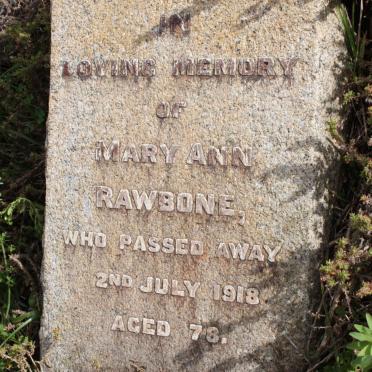 IN
LOVING MEMORY
OF
MARY ANN
RAWBONE,
WHO PASSED AWAY
2ND JULY 1918
AGED 78.